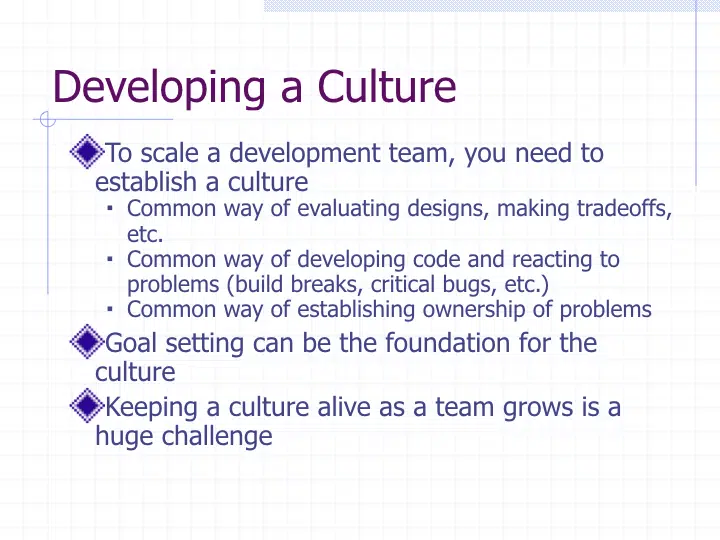 Developing a Culture
To scale a development team, you need to
establish a culture
▪ Common way of evaluating designs, making tradeoffs,
etc.
▪ Common way of developing code and reacting to
problems (build breaks, critical bugs, etc.)
▪ Common way of establishing ownership of problems
Goal setting can be the foundation for the
culture
Keeping a culture alive as a team grows is a
huge challenge